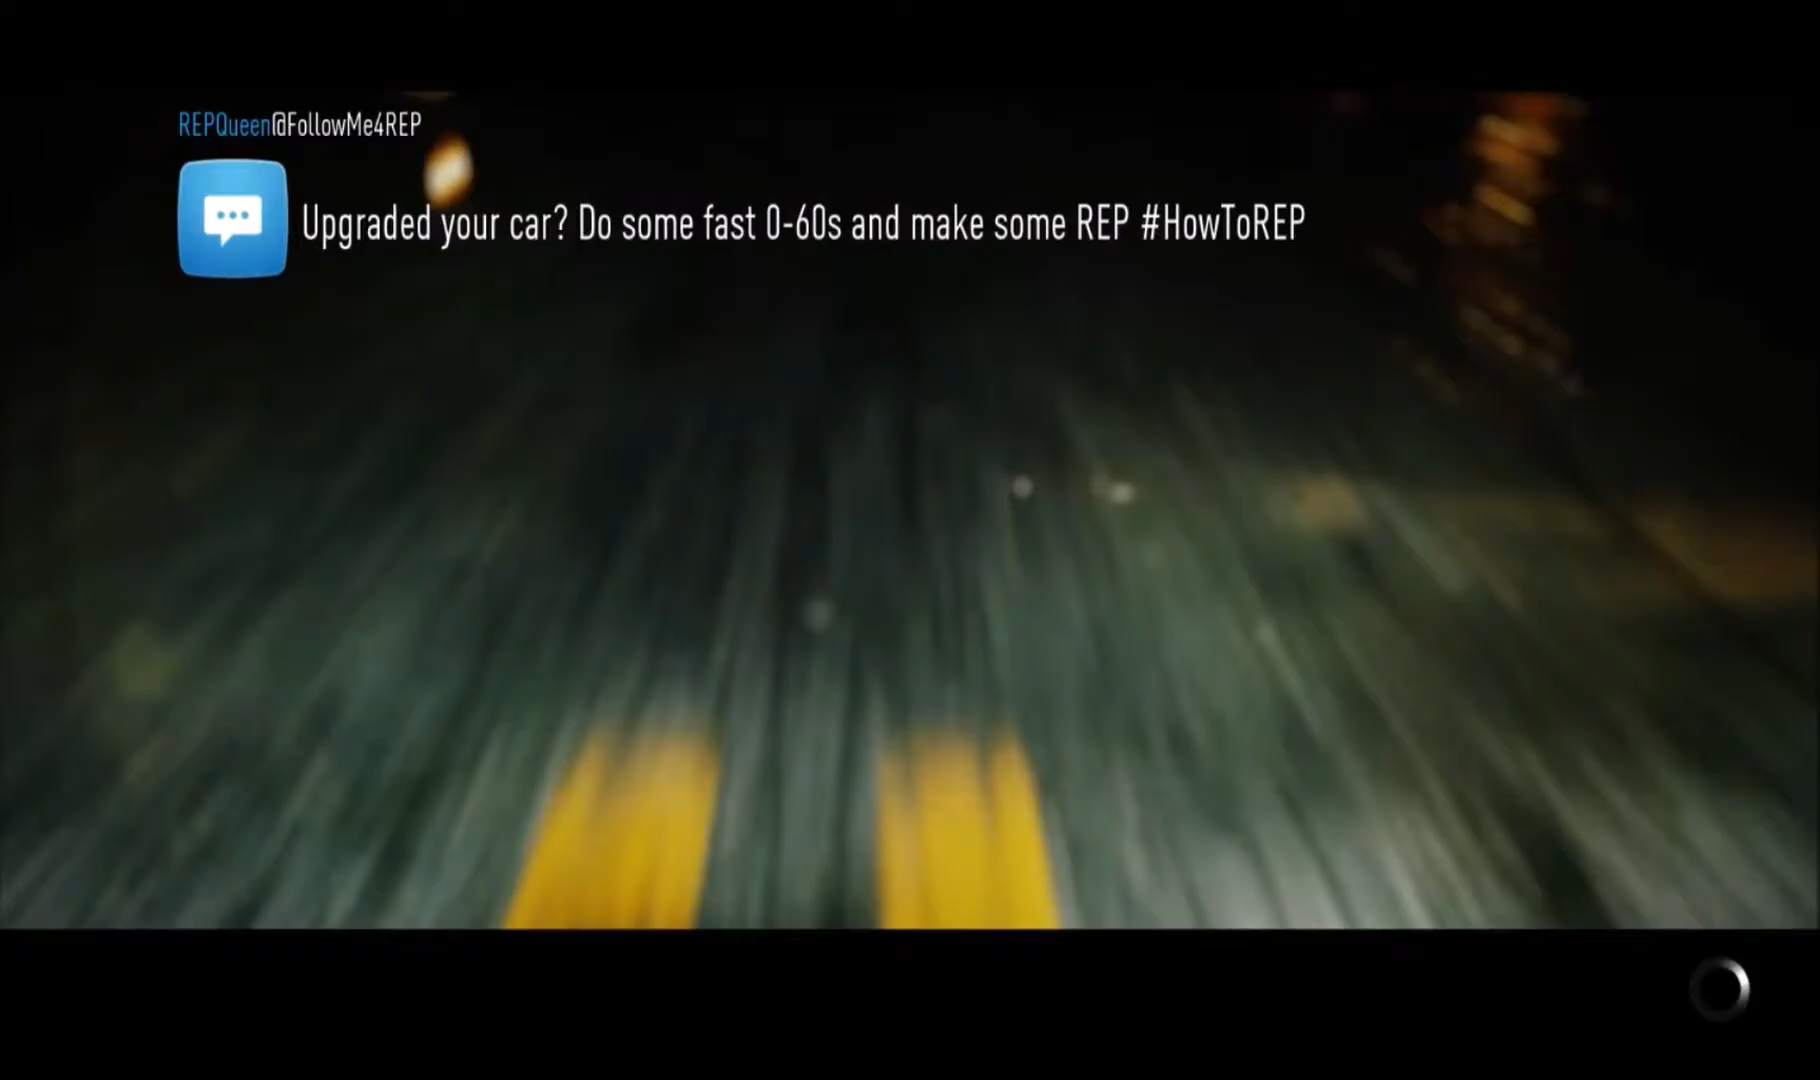 REPQueen@FollowMe4REP
Upgraded your car? Do some fast 0-60s and make some REP #HowToREP